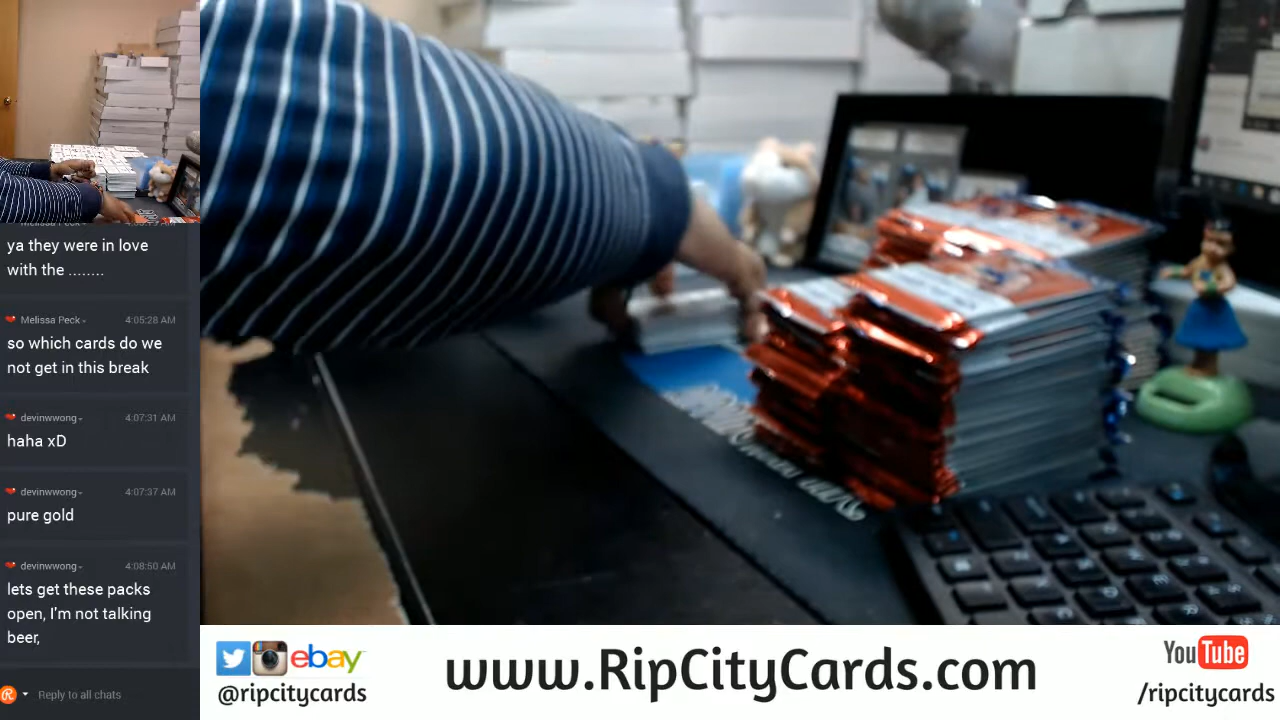 ya they were in love
with the ........
Melissa Peck
4:05:28 AM
so which cards do we
not get in this break
devinwwong
4:07:31 AM
haha xD
devinwwong
4:07:37 AM
pure gold
devinwwong
4:08:50 AM
lets get these packs
open, I'm not talking
beer,
Reply to all chats
ebay
@ripcitycards
www.RipCityCards.com
YouTube
/ripcitycards